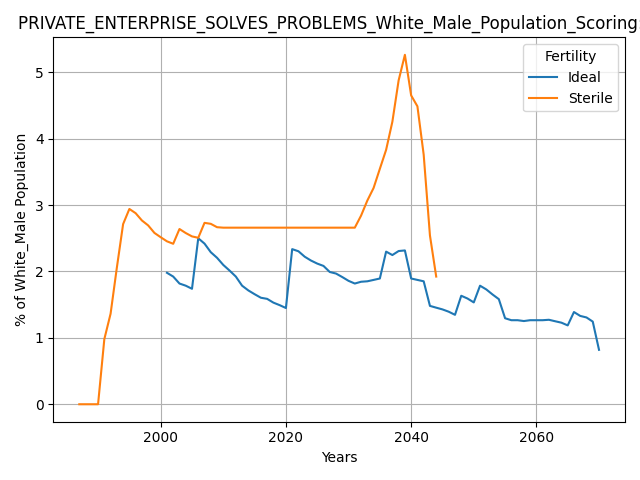 PRIVATE_ENTERPRISE_SOLVES_PROBLEMS_White_Male_Population_Scoring:
Fertility
Ideal
Sterile
% of White_Male Population
5
4
3
2
1
0
2000 2020 2040 2060
Years